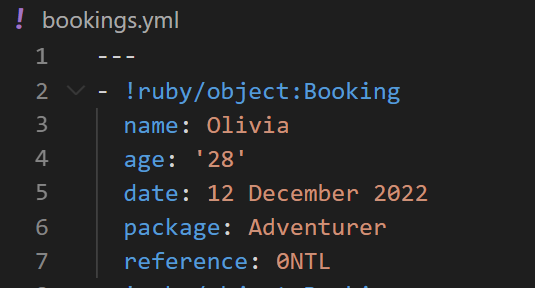 ! bookings.yml
1 ---
2 - !ruby/object:Booking
3 name: Olivia
4 age: '28'
5 date: 12 December 2022
6 package: Adventurer
7 reference: 0NTL